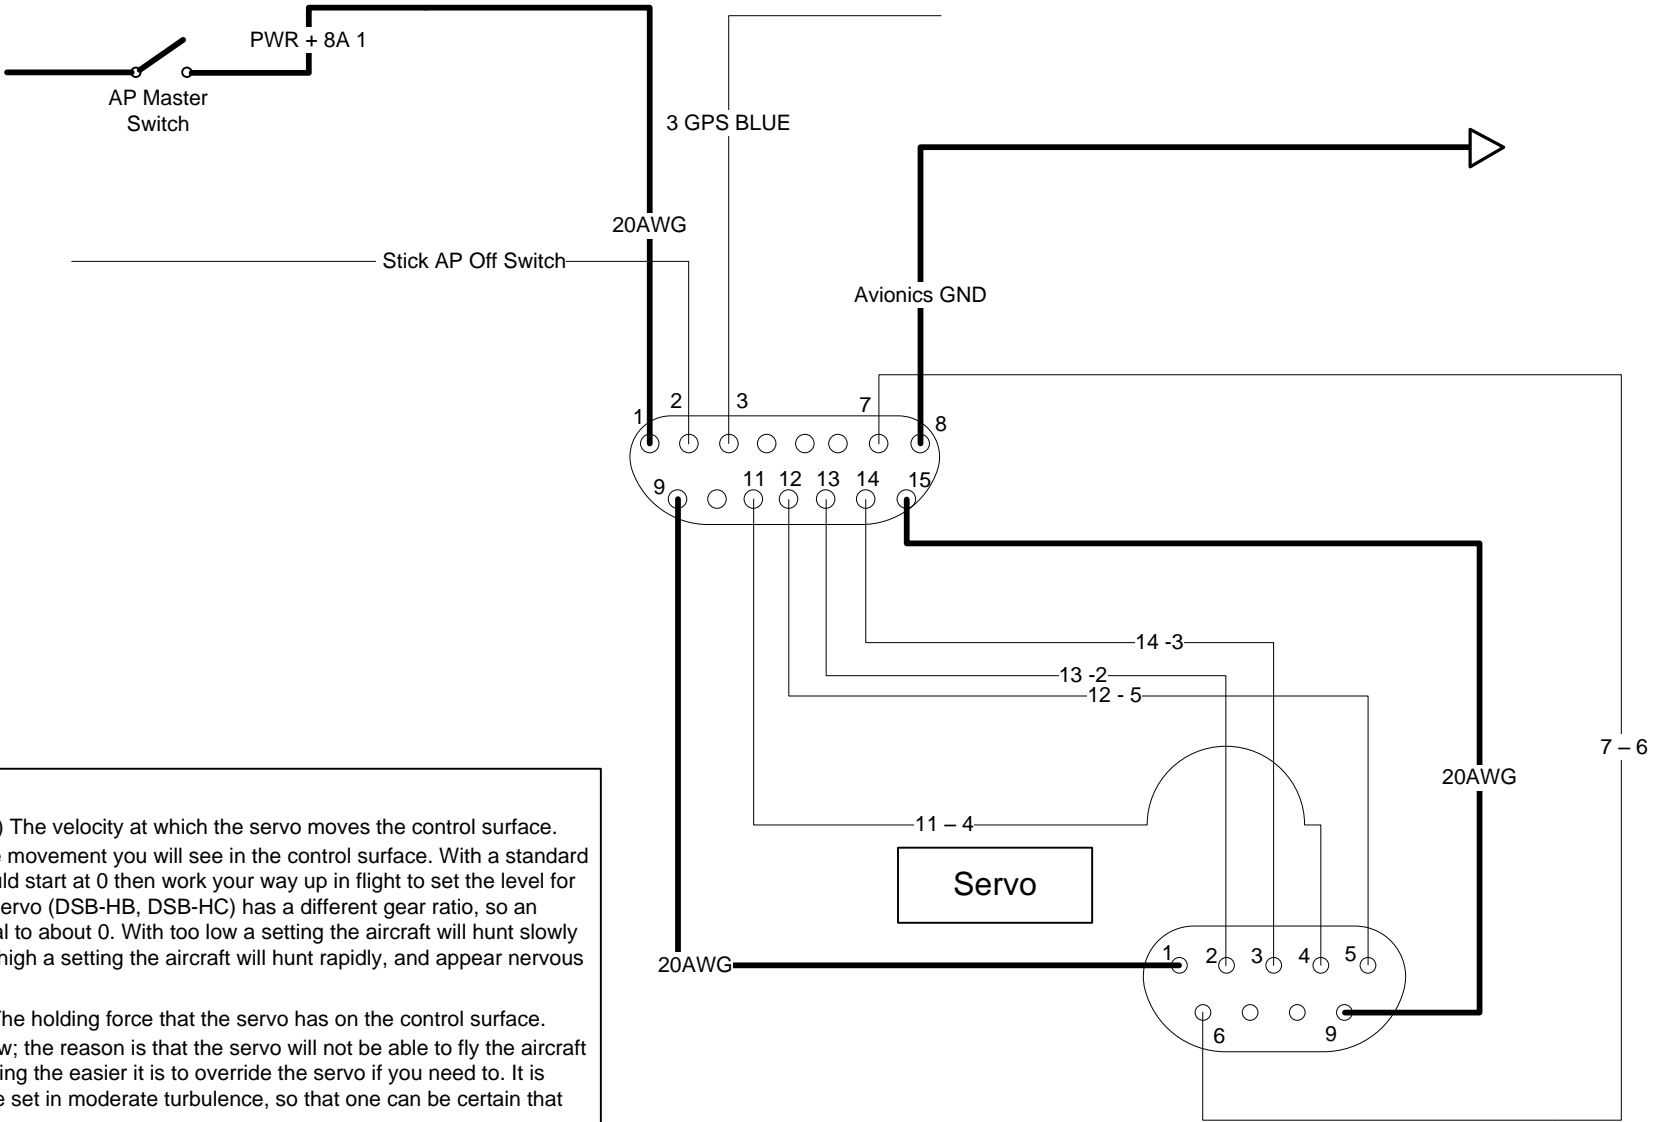 PWR + 8A 1
AP Master
Switch
3 GPS BLUE
20AWG
Stick AP Off Switch
Avionics GND
1
2
3
7
8
9
11
12
13
14
15
14 -3
13 -2
12 - 5
7 – 6
20AWG
11 – 4
Servo
20AWG
1
2
3
4
5
6
9
) The velocity at which the servo moves the control surface.
e movement you will see in the control surface. With a standard
uld start at 0 then work your way up in flight to set the level for
servo (DSB-HB, DSB-HC) has a different gear ratio, so an
al to about 0. With too low a setting the aircraft will hunt slowly
high a setting the aircraft will hunt rapidly, and appear nervous
The holding force that the servo has on the control surface.
w; the reason is that the servo will not be able to fly the aircraft
ing the easier it is to override the servo if you need to. It is
e set in moderate turbulence, so that one can be certain that